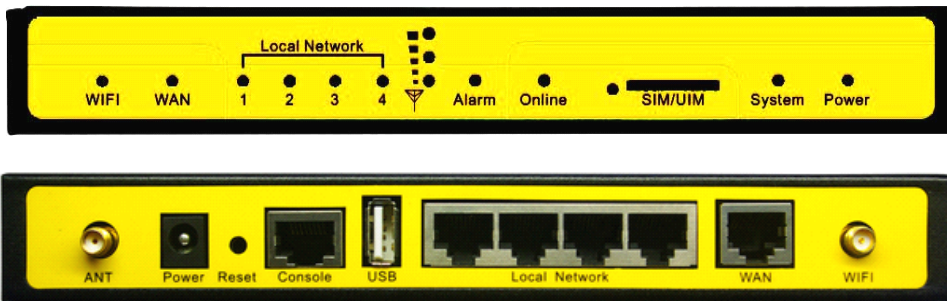 Local Network
WIFI WAN 1 2 3 4 Alarm Online SIM/UIM System Power
ANT Power Reset Console USB Local Network WAN WIFI